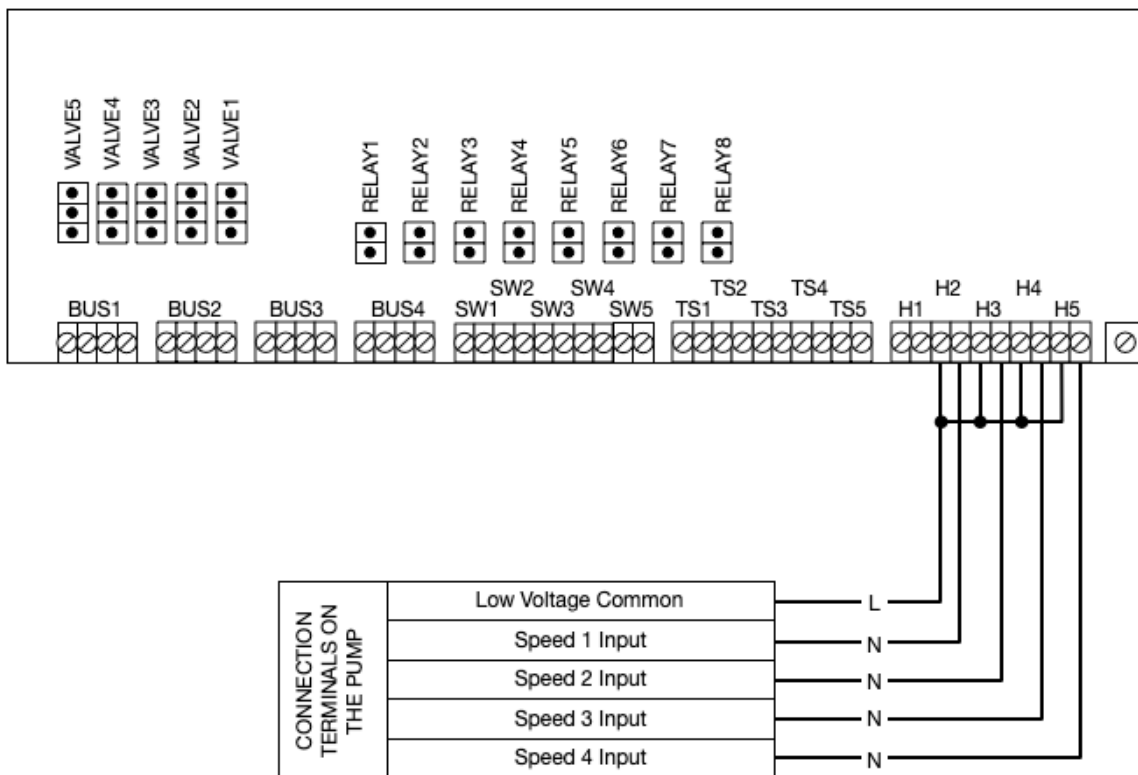 VALVE5
VALVE4
VALVE3
VALVE2
VALVE1
RELAY1
RELAY2
RELAY3
RELAY4
RELAY5
RELAY6
RELAY7
RELAY8
SW2 SW4 TS2 TS4 H2 H4
BUS1 BUS2 BUS3 BUS4 SW1 SW3 SW5 TS1 TS3 TS5 H1 H3 H5
CONNECTION
TERMINALS ON
THE PUMP
Low Voltage Common L
Speed 1 Input N
Speed 2 Input N
Speed 3 Input N
Speed 4 Input N